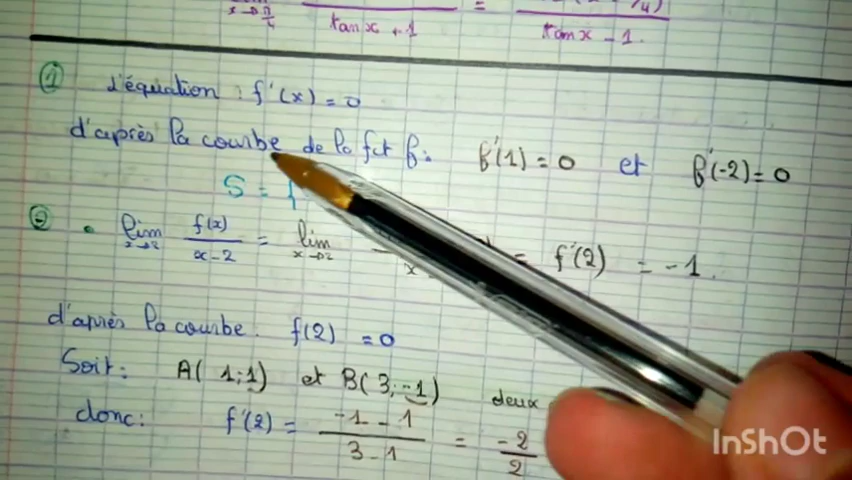 tanx - 1 = tanx - 1
① L'équation : f'(x) = 0
d'après la courbe de la fct f : f'(1) = 0 et f'(-2) = 0
S = {
② • lim x→2 f(x)/(x-2) = lim x→2 = f'(2) = -1.
d'après la courbe. f(2) = 0
Soit : A( 1;1) et B(3;-1) deux
donc : f'(2) = (-1 - 1)/(3 - 1) = -2/2
InShOt